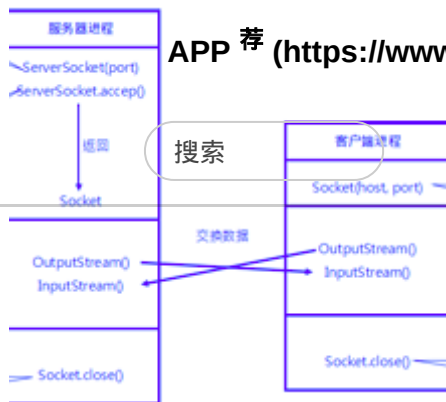 服务器进程
APP 荐 (https://www
ServerSocket(port)
ServerSocket.accep()
返回
搜索
客户端进程
Socket(host, port)
Socket
交换数据
OutputStream()
InputStream()
OutputStream()
InputStream()
Socket.close()
Socket.close()